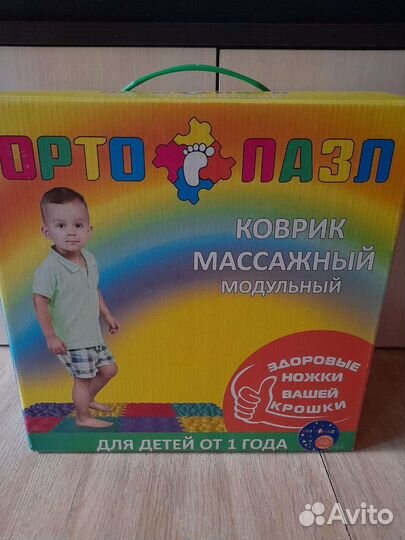 ОРТО ПАЗЛ
КОВРИК
МАССАЖНЫЙ
МОДУЛЬНЫЙ
ЗДОРОВЫЕ
НОЖКИ
ВАШЕЙ
КРОШКИ
ДЛЯ ДЕТЕЙ ОТ 1 ГОДА
Avito